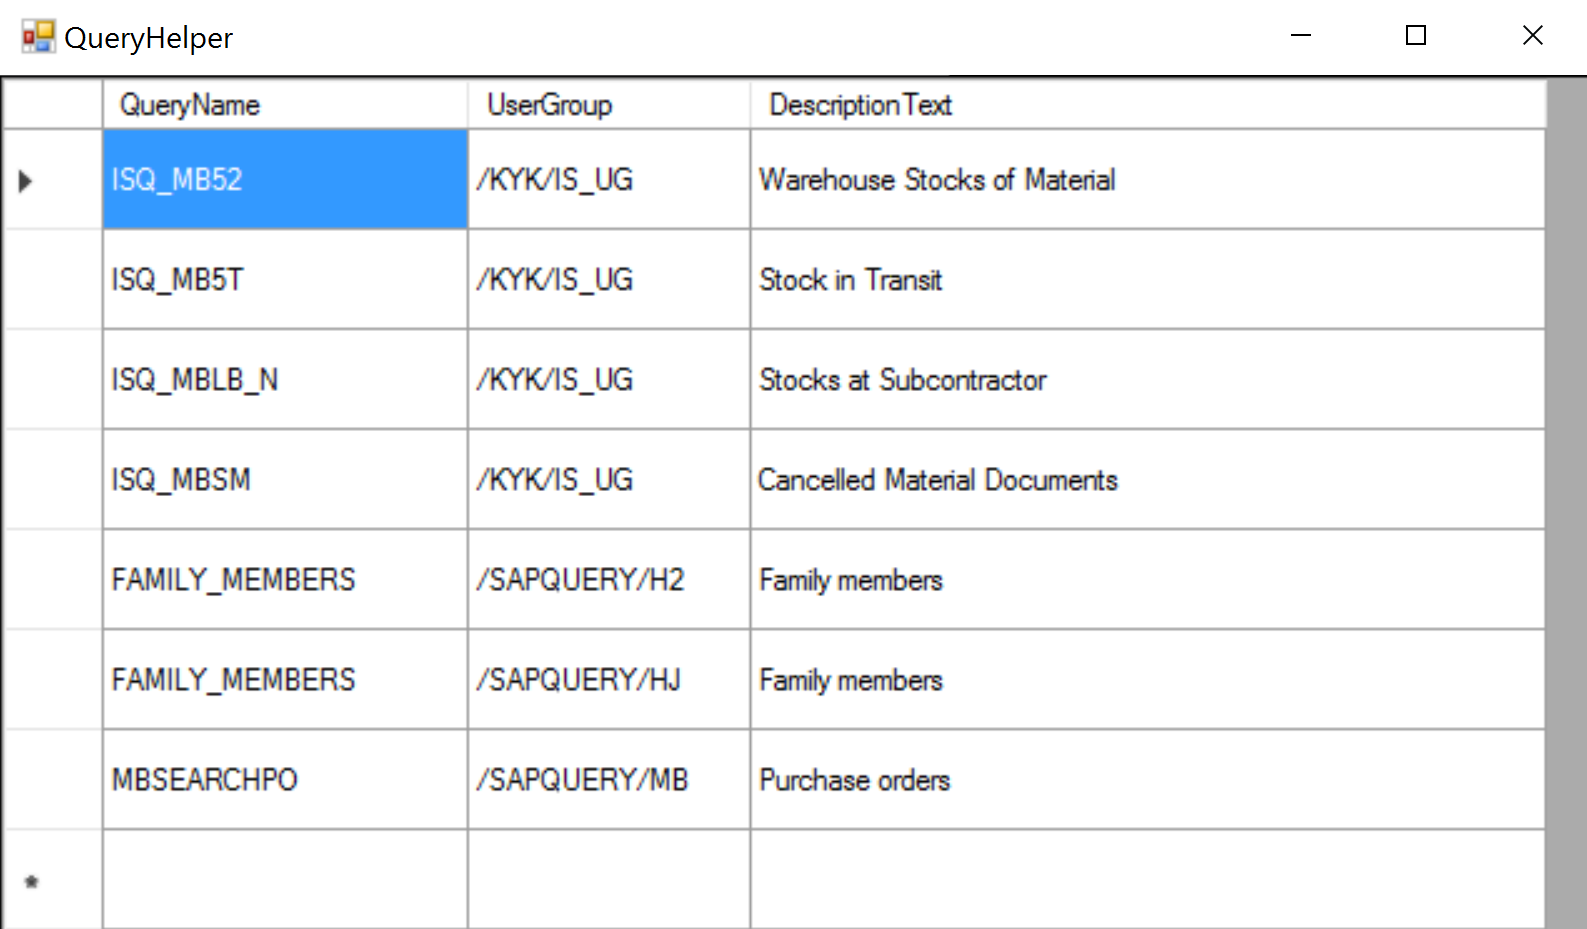 QueryHelper
QueryName UserGroup DescriptionText
ISQ_MB52 /KYK/IS_UG Warehouse Stocks of Material
ISQ_MB5T /KYK/IS_UG Stock in Transit
ISQ_MBLB_N /KYK/IS_UG Stocks at Subcontractor
ISQ_MBSM /KYK/IS_UG Cancelled Material Documents
FAMILY_MEMBERS /SAPQUERY/H2 Family members
FAMILY_MEMBERS /SAPQUERY/HJ Family members
MBSEARCHPO /SAPQUERY/MB Purchase orders